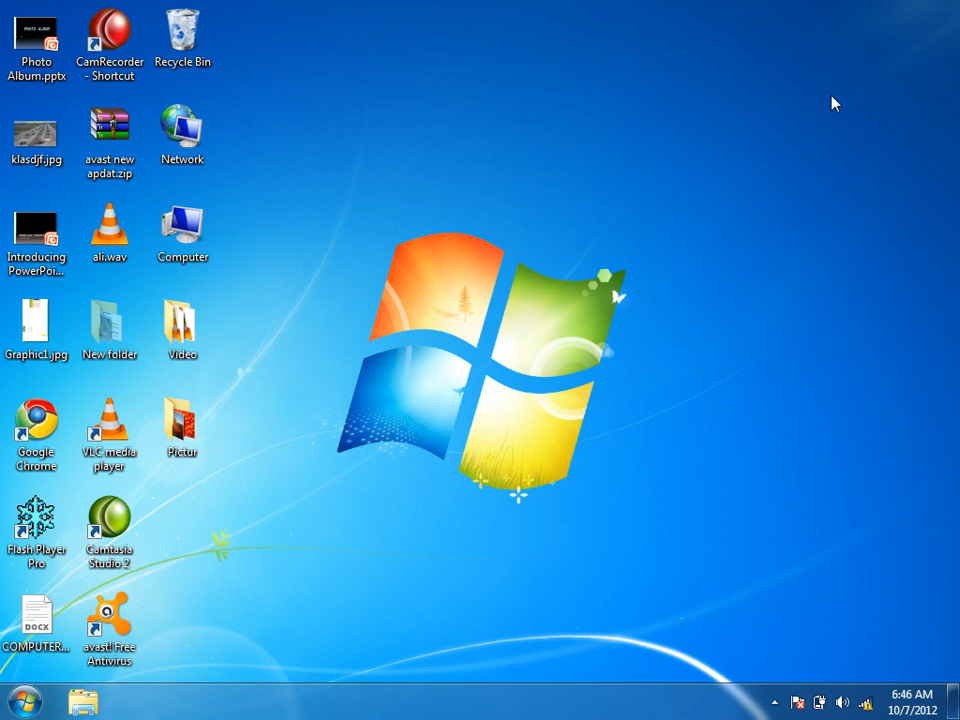 Photo
Album.pptx
CamRecorder
- Shortcut
Recycle Bin
klasdjf.jpg
avast new
apdat.zip
Network
Introducing
PowerPoi...
ali.wav
Computer
Graphic1.jpg
New folder
Video
Google
Chrome
VLC media
player
Pictur
Flash Player
Pro
Camtasia
Studio 2
DOCX
COMPUTER...
avast! Free
Antivirus
6:46 AM
10/7/2012